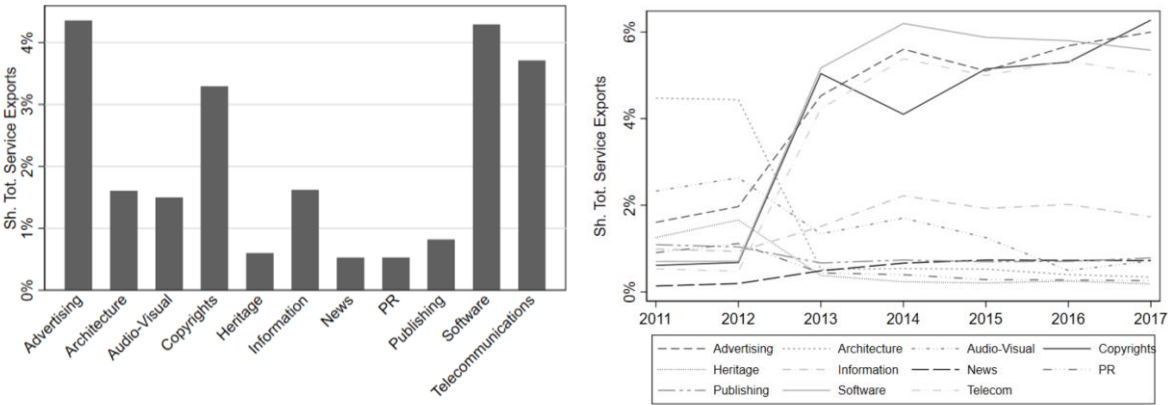 Sh. Tot. Service Exports
4%
3%
2%
1%
0%
Advertising
Architecture
Audio-Visual
Copyrights
Heritage
Information
News
PR
Publishing
Software
Telecommunications
Sh. Tot. Service Exports
6%
4%
2%
0%
2011 2012 2013 2014 2015 2016 2017
Advertising Architecture Audio-Visual Copyrights
Heritage Information News PR
Publishing Software Telecom